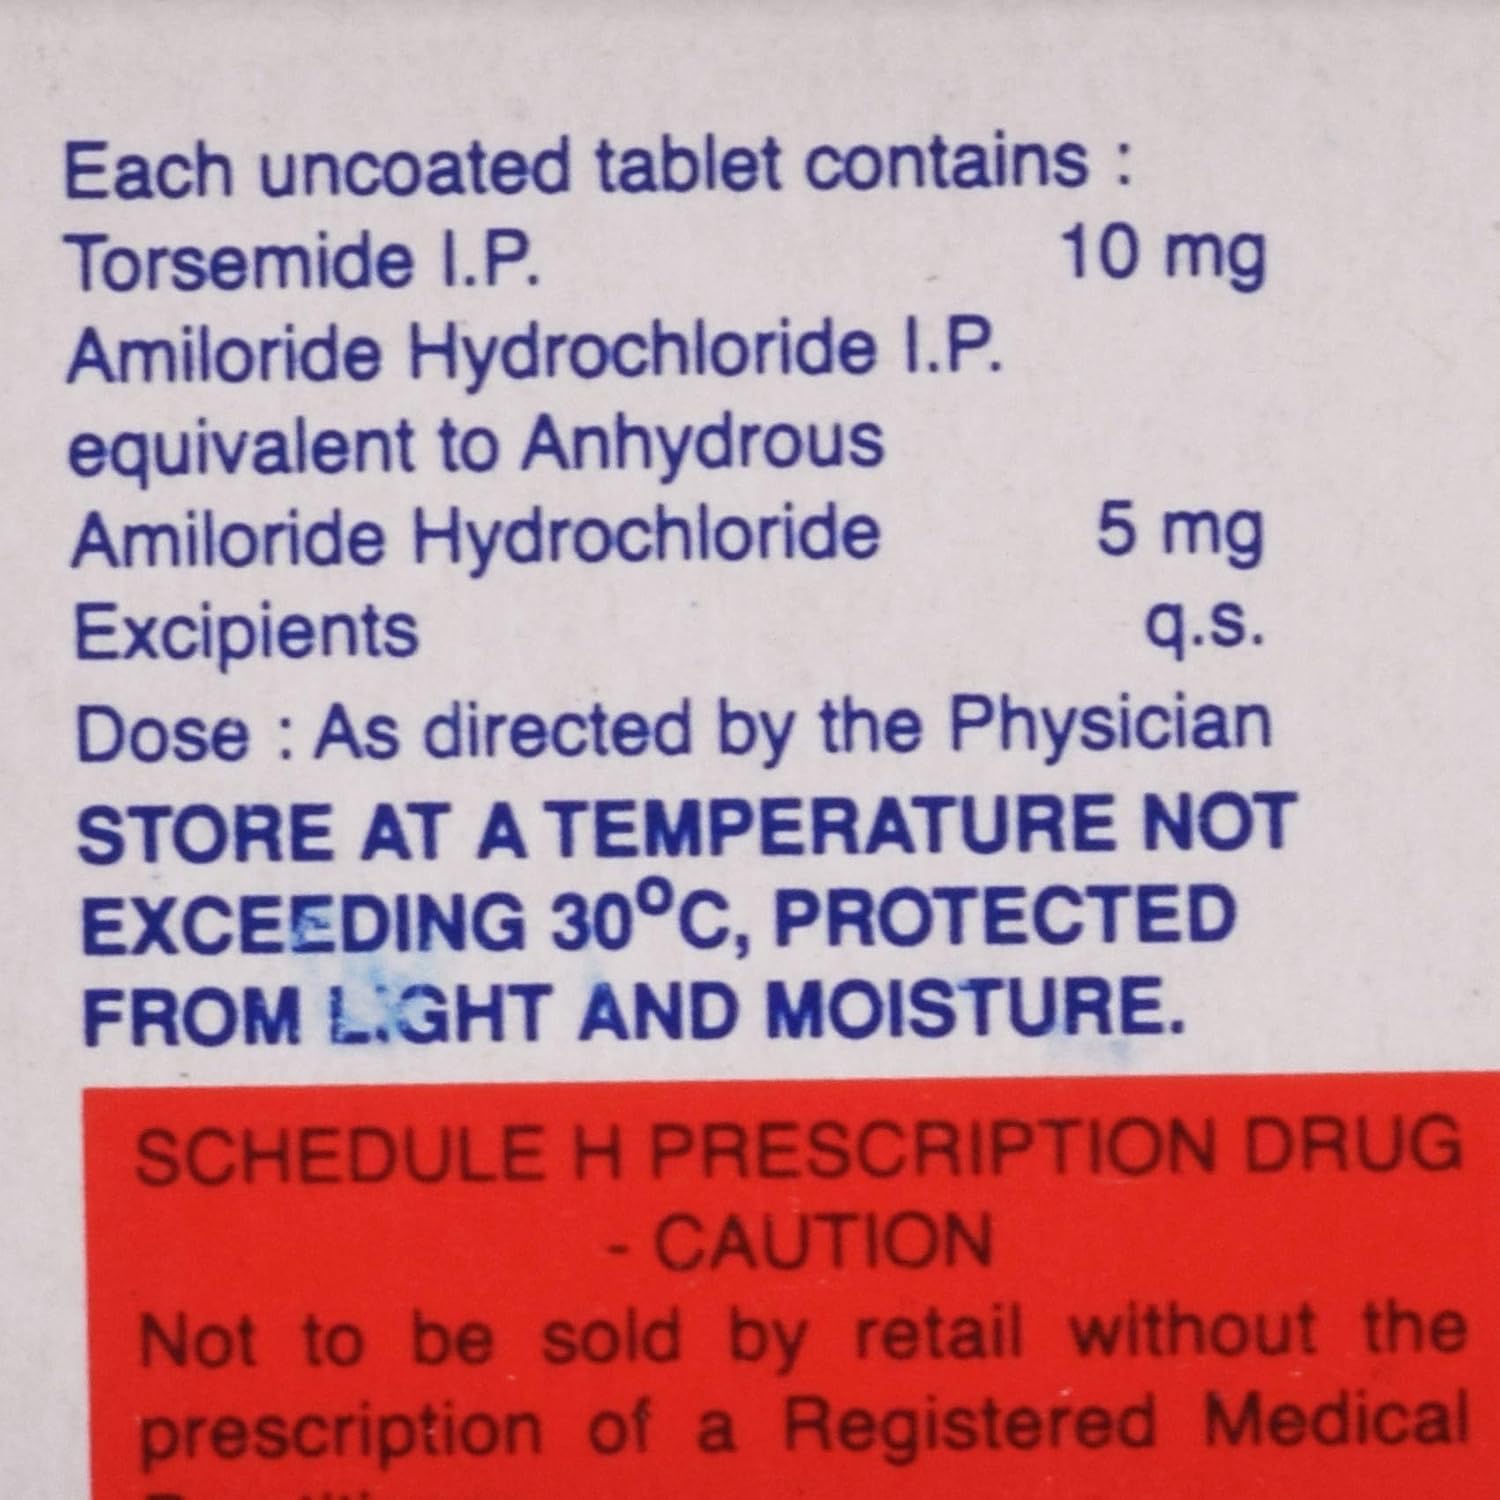 Each uncoated tablet contains :
Torsemide I.P. 10 mg
Amiloride Hydrochloride I.P.
equivalent to Anhydrous
Amiloride Hydrochloride 5 mg
Excipients q.s.
Dose : As directed by the Physician
STORE AT A TEMPERATURE NOT
EXCEEDING 30°C, PROTECTED
FROM LIGHT AND MOISTURE.
SCHEDULE H PRESCRIPTION DRUG
- CAUTION
Not to be sold by retail without the
prescription of a Registered Medical